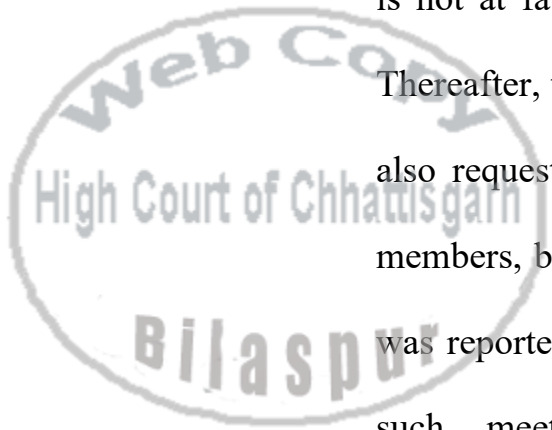 is not at fa
Web Copy
Thereafter,
also request
High Court of Chhattisgarh
members, b
Bilaspur
was reporte
such meet